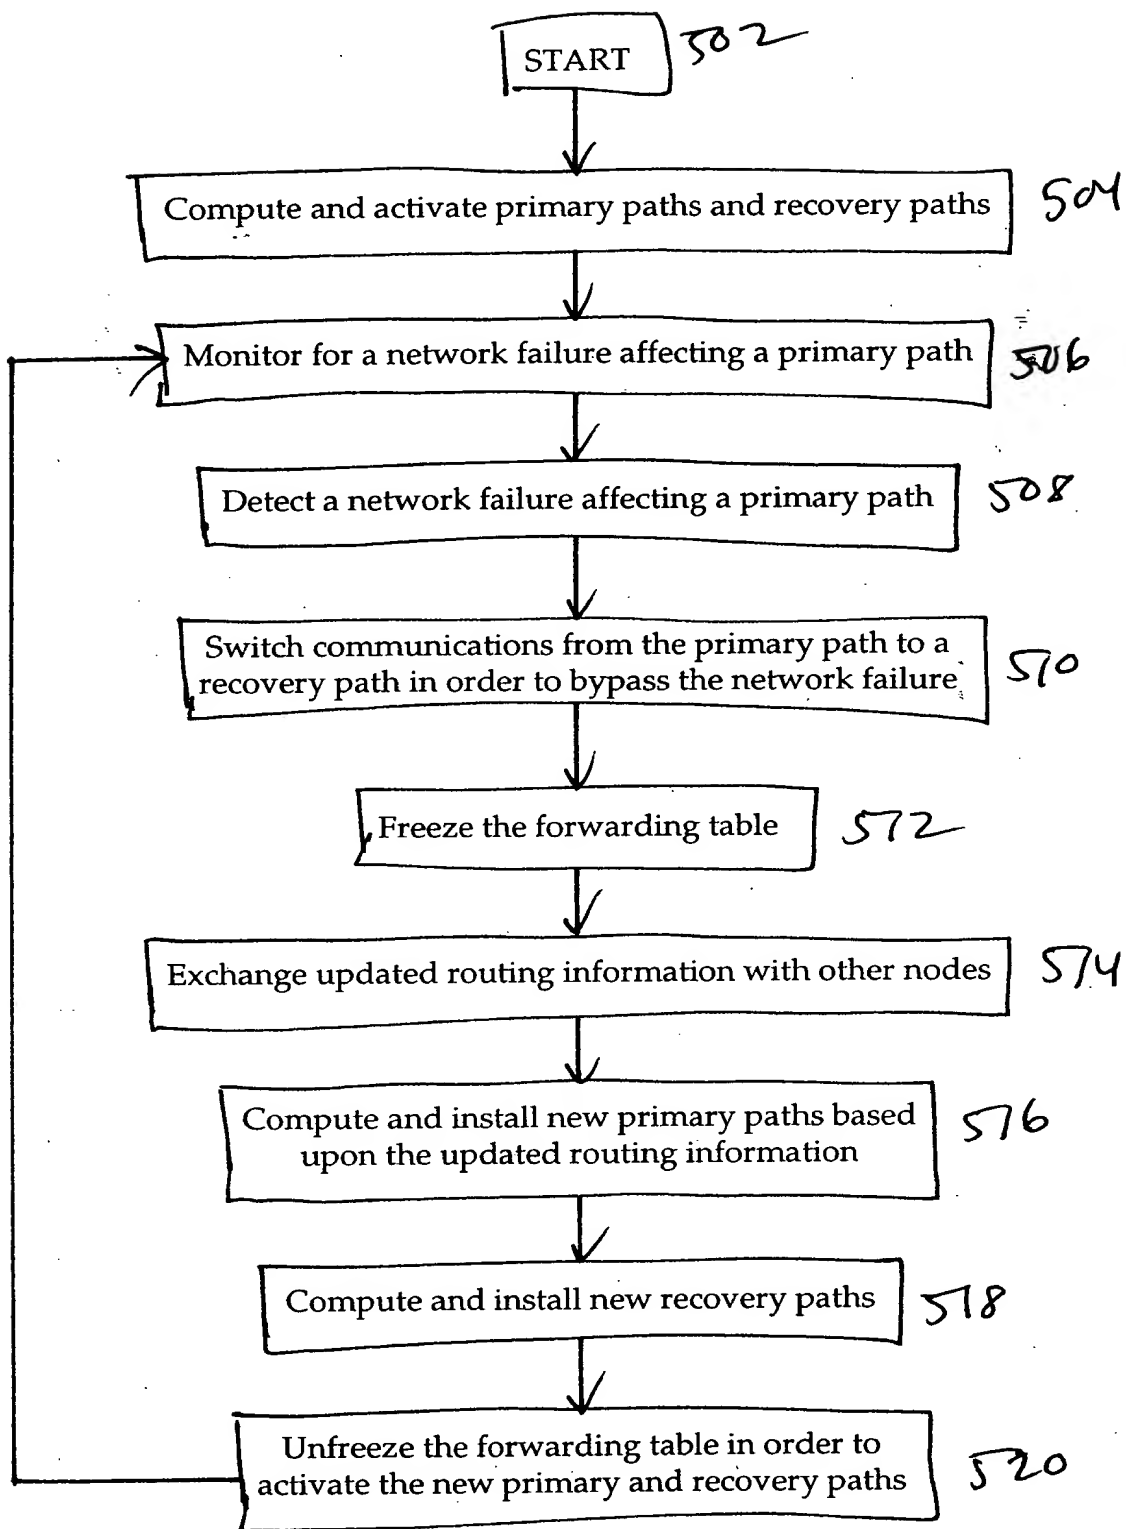 START 502
Compute and activate primary paths and recovery paths 504
Monitor for a network failure affecting a primary path 506
Detect a network failure affecting a primary path 508
Switch communications from the primary path to a
recovery path in order to bypass the network failure 510
Freeze the forwarding table 512
Exchange updated routing information with other nodes 514
Compute and install new primary paths based
upon the updated routing information 516
Compute and install new recovery paths 518
Unfreeze the forwarding table in order to
activate the new primary and recovery paths 520